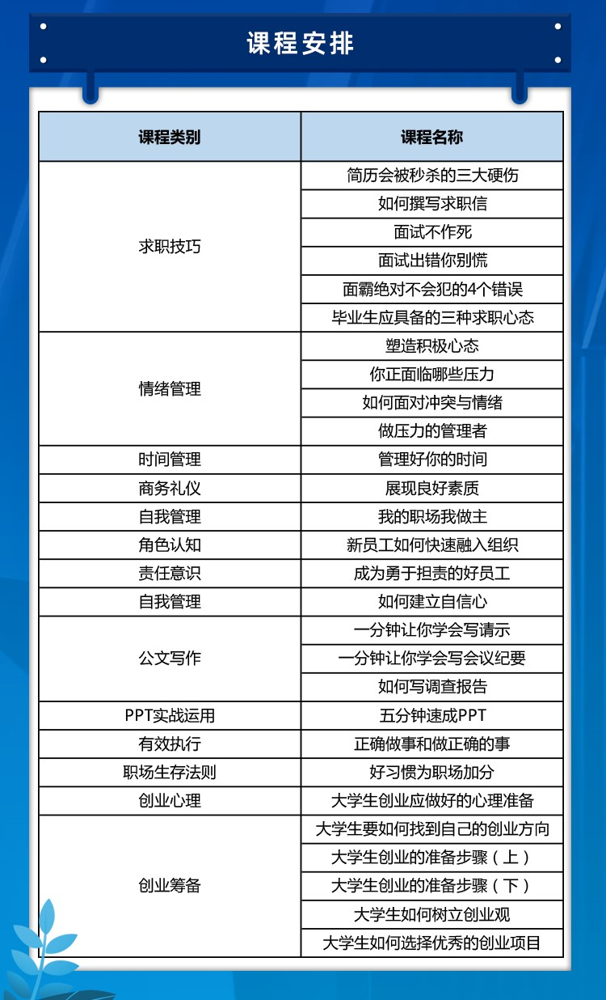 课程安排
课程类别
课程名称
求职技巧
简历会被秒杀的三大硬伤
如何撰写求职信
面试不作死
面试出错你别慌
面霸绝对不会犯的4个错误
毕业生应具备的三种求职心态
情绪管理
塑造积极心态
你正面临哪些压力
如何面对冲突与情绪
做压力的管理者
时间管理
管理好你的时间
商务礼仪
展现良好素质
自我管理
我的职场我做主
角色认知
新员工如何快速融入组织
责任意识
成为勇于担责的好员工
自我管理
如何建立自信心
公文写作
一分钟让你学会写请示
一分钟让你学会写会议纪要
如何写调查报告
PPT实战运用
五分钟速成PPT
有效执行
正确做事和做正确的事
职场生存法则
好习惯为职场加分
创业心理
大学生创业应做好的心理准备
创业筹备
大学生要如何找到自己的创业方向
大学生创业的准备步骤（上）
大学生创业的准备步骤（下）
大学生如何树立创业观
大学生如何选择优秀的创业项目